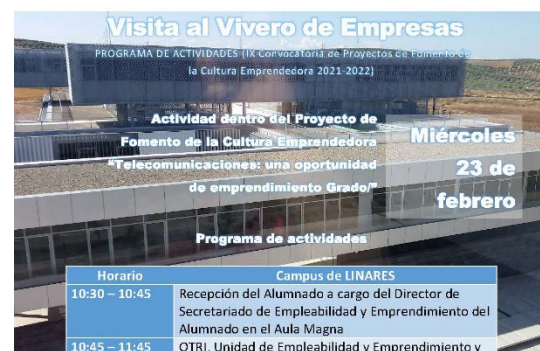 Visita al Vivero de Empresas
PROGRAMA DE ACTIVIDADES (IX Convocatoria de Proyectos de Fomento de
la Cultura Emprendedora 2021-2022)
Actividad dentro del Proyecto de
Fomento de la Cultura Emprendedora
"Telecomunicaciones: una oportunidad
de emprendimiento Grado/"
Miércoles
23 de
febrero
Programa de actividades
Horario Campus de LINARES
10:30 – 10:45 Recepción del Alumnado a cargo del Director de
Secretariado de Empleabilidad y Emprendimiento del
Alumnado en el Aula Magna
10:45 – 11:45 OTRI, Unidad de Empleabilidad y Emprendimiento y